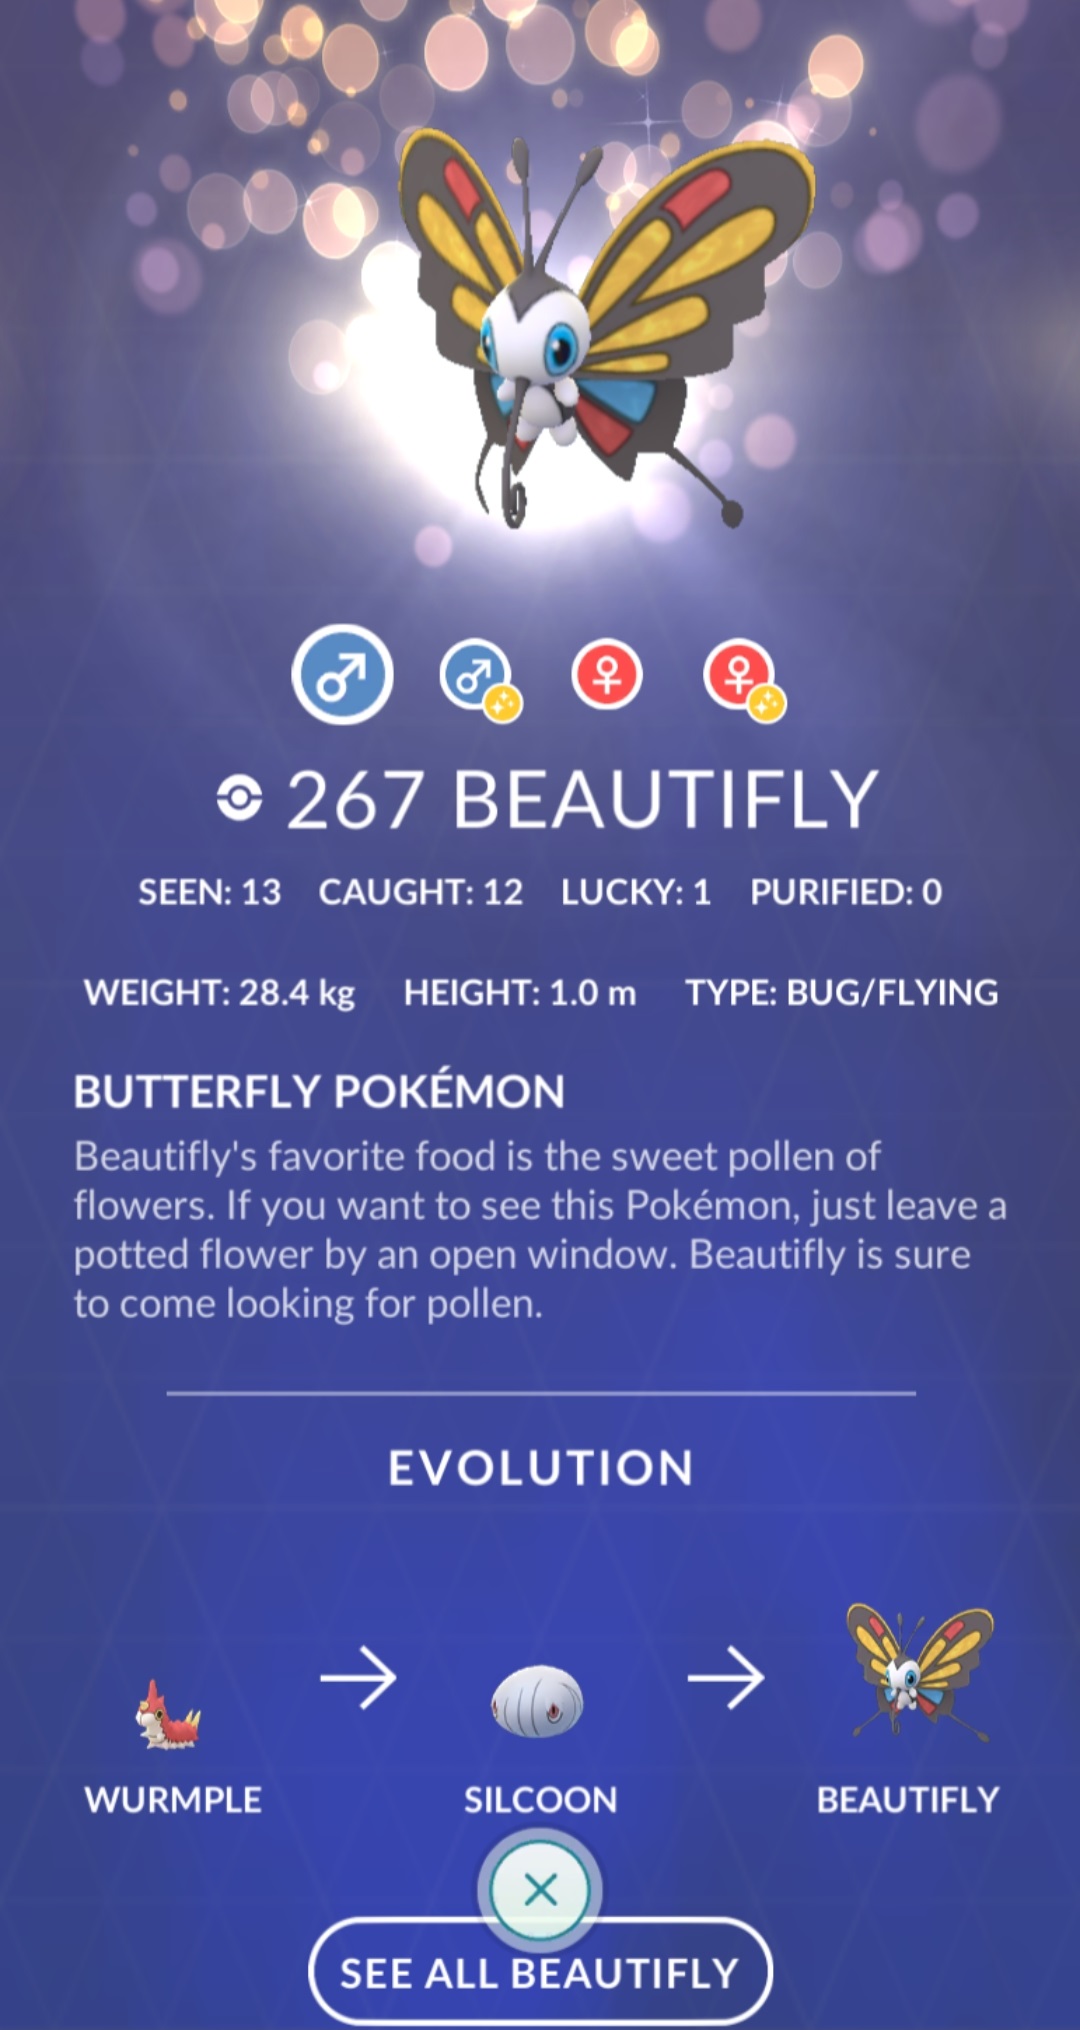 267 BEAUTIFLY
SEEN: 13 CAUGHT: 12 LUCKY: 1 PURIFIED: 0
WEIGHT: 28.4 kg HEIGHT: 1.0 m TYPE: BUG/FLYING
BUTTERFLY POKÉMON
Beautifly's favorite food is the sweet pollen of
flowers. If you want to see this Pokémon, just leave a
potted flower by an open window. Beautifly is sure
to come looking for pollen.
EVOLUTION
WURMPLE SILCOON BEAUTIFLY
SEE ALL BEAUTIFLY